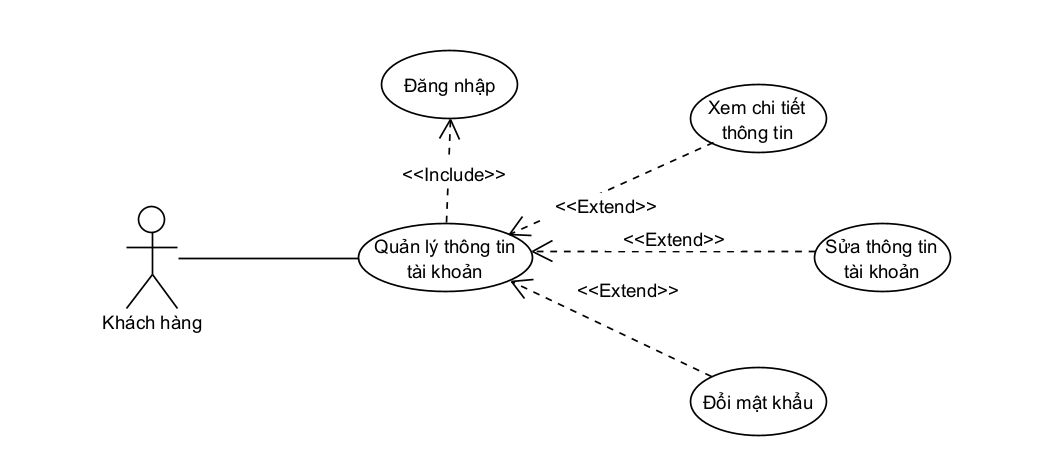 Đăng nhập
Xem chi tiết
thông tin
<<Include>>
<<Extend>>
<<Extend>>
Quản lý thông tin
tài khoản
Sửa thông tin
tài khoản
<<Extend>>
Khách hàng
Đổi mật khẩu